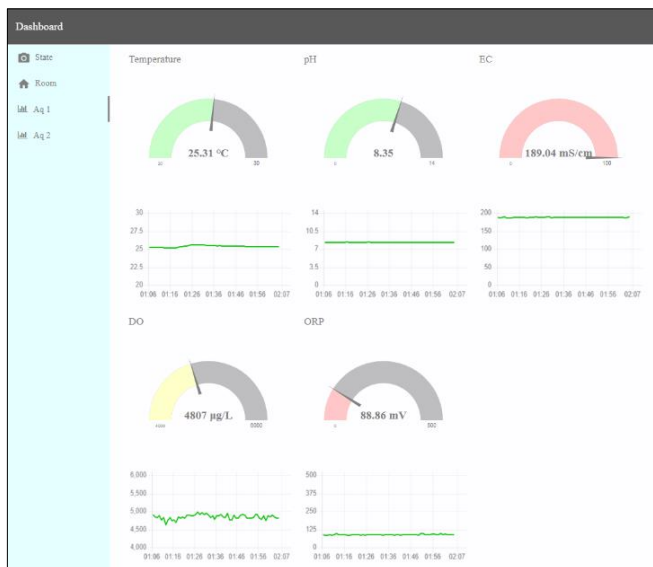 Dashboard
State
Room
Aq 1
Aq 2
Temperature pH EC
25.31 °C 8.35 189.04 mS/cm
20 30 0 14 0 100
30 14 200
27.5 10.5 150
25 7 100
22.5 3.5 50
20 0 0
01:06 01:16 01:26 01:36 01:46 01:56 02:07 01:06 01:16 01:26 01:36 01:46 01:56 02:07 01:06 01:16 01:26 01:36 01:46 01:56 02:07
DO ORP
4807 µg/L 88.86 mV
4000 6000 0 500
6,000 500
5,500 375
5,000 250
4,500 125
4,000 0
01:06 01:16 01:26 01:36 01:46 01:56 02:07 01:06 01:16 01:26 01:36 01:46 01:56 02:07